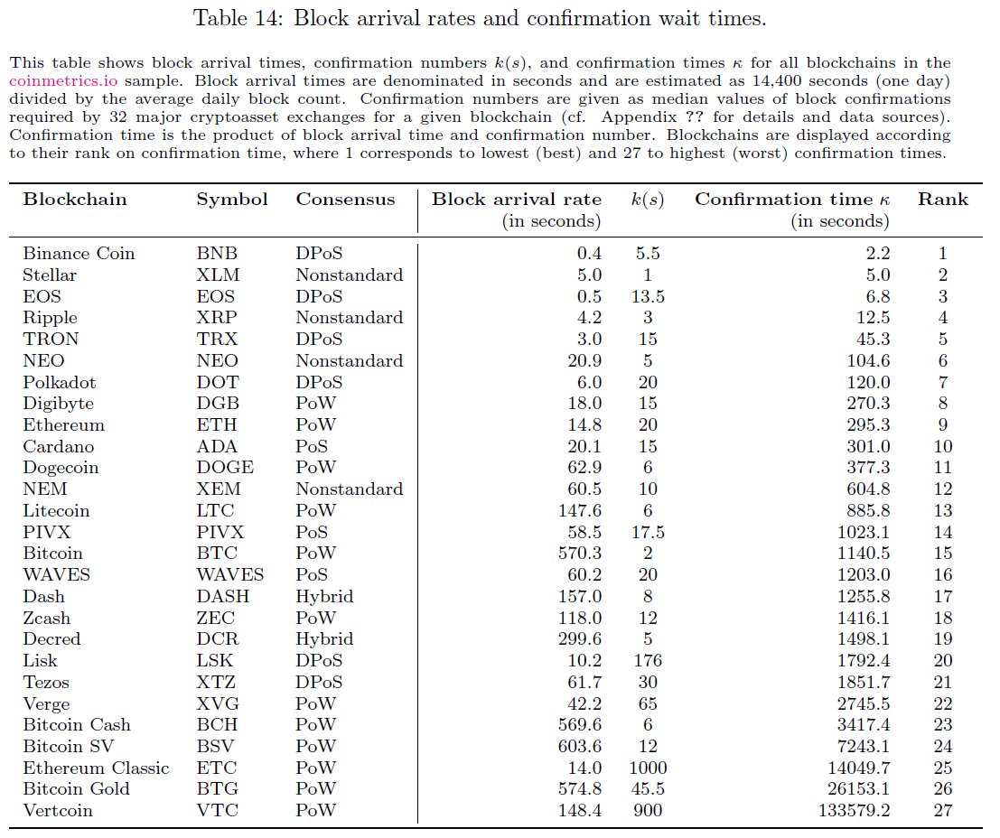 Table 14: Block arrival rates and confirmation wait times.
This table shows block arrival times, confirmation numbers k(s), and confirmation times κ for all blockchains in the
coinmetrics.io sample. Block arrival times are denominated in seconds and are estimated as 14,400 seconds (one day)
divided by the average daily block count. Confirmation numbers are given as median values of block confirmations
required by 32 major cryptoasset exchanges for a given blockchain (cf. Appendix ?? for details and data sources).
Confirmation time is the product of block arrival time and confirmation number. Blockchains are displayed according
to their rank on confirmation time, where 1 corresponds to lowest (best) and 27 to highest (worst) confirmation times.
Blockchain Symbol Consensus Block arrival rate k(s) Confirmation time κ Rank
(in seconds) (in seconds)
Binance Coin BNB DPoS 0.4 5.5 2.2 1
Stellar XLM Nonstandard 5.0 1 5.0 2
EOS EOS DPoS 0.5 13.5 6.8 3
Ripple XRP Nonstandard 4.2 3 12.5 4
TRON TRX DPoS 3.0 15 45.3 5
NEO NEO Nonstandard 20.9 5 104.6 6
Polkadot DOT DPoS 6.0 20 120.0 7
Digibyte DGB PoW 18.0 15 270.3 8
Ethereum ETH PoW 14.8 20 295.3 9
Cardano ADA PoS 20.1 15 301.0 10
Dogecoin DOGE PoW 62.9 6 377.3 11
NEM XEM Nonstandard 60.5 10 604.8 12
Litecoin LTC PoW 147.6 6 885.8 13
PIVX PIVX PoS 58.5 17.5 1023.1 14
Bitcoin BTC PoW 570.3 2 1140.5 15
WAVES WAVES PoS 60.2 20 1203.0 16
Dash DASH Hybrid 157.0 8 1255.8 17
Zcash ZEC PoW 118.0 12 1416.1 18
Decred DCR Hybrid 299.6 5 1498.1 19
Lisk LSK DPoS 10.2 176 1792.4 20
Tezos XTZ DPoS 61.7 30 1851.7 21
Verge XVG PoW 42.2 65 2745.5 22
Bitcoin Cash BCH PoW 569.6 6 3417.4 23
Bitcoin SV BSV PoW 603.6 12 7243.1 24
Ethereum Classic ETC PoW 14.0 1000 14049.7 25
Bitcoin Gold BTG PoW 574.8 45.5 26153.1 26
Vertcoin VTC PoW 148.4 900 133579.2 27